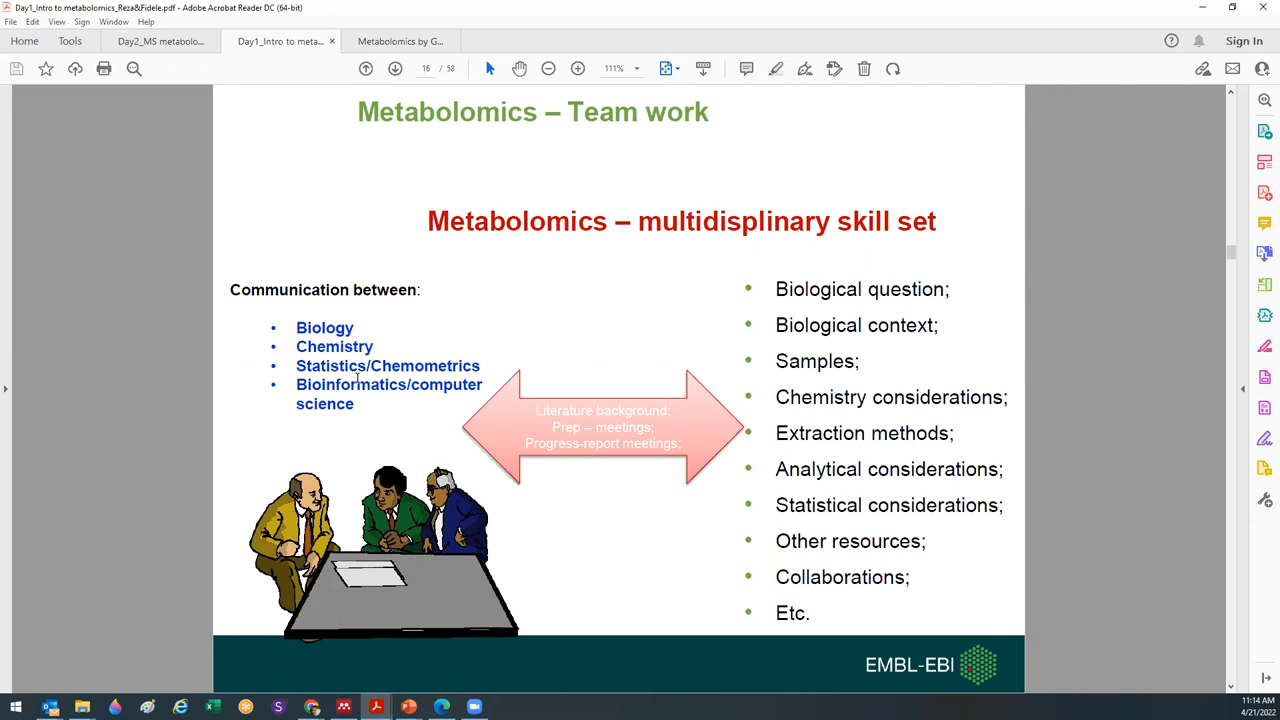 Day1_Intro to metabolomics_Reza&Fidele.pdf - Adobe Acrobat Reader DC (64-bit)
File Edit View Sign Window Help
Home Tools Day2_MS metabolo... Day1_Intro to meta... × Metabolomics by G... Sign In
16 / 58 111%
Metabolomics – Team work
Metabolomics – multidisplinary skill set
Communication between:
• Biology
• Chemistry
• Statistics/Chemometrics
• Bioinformatics/computer
science
Literature background;
Prep – meetings;
Progress-report meetings;
• Biological question;
• Biological context;
• Samples;
• Chemistry considerations;
• Extraction methods;
• Analytical considerations;
• Statistical considerations;
• Other resources;
• Collaborations;
• Etc.
EMBL-EBI
11:14 AM
4/21/2022